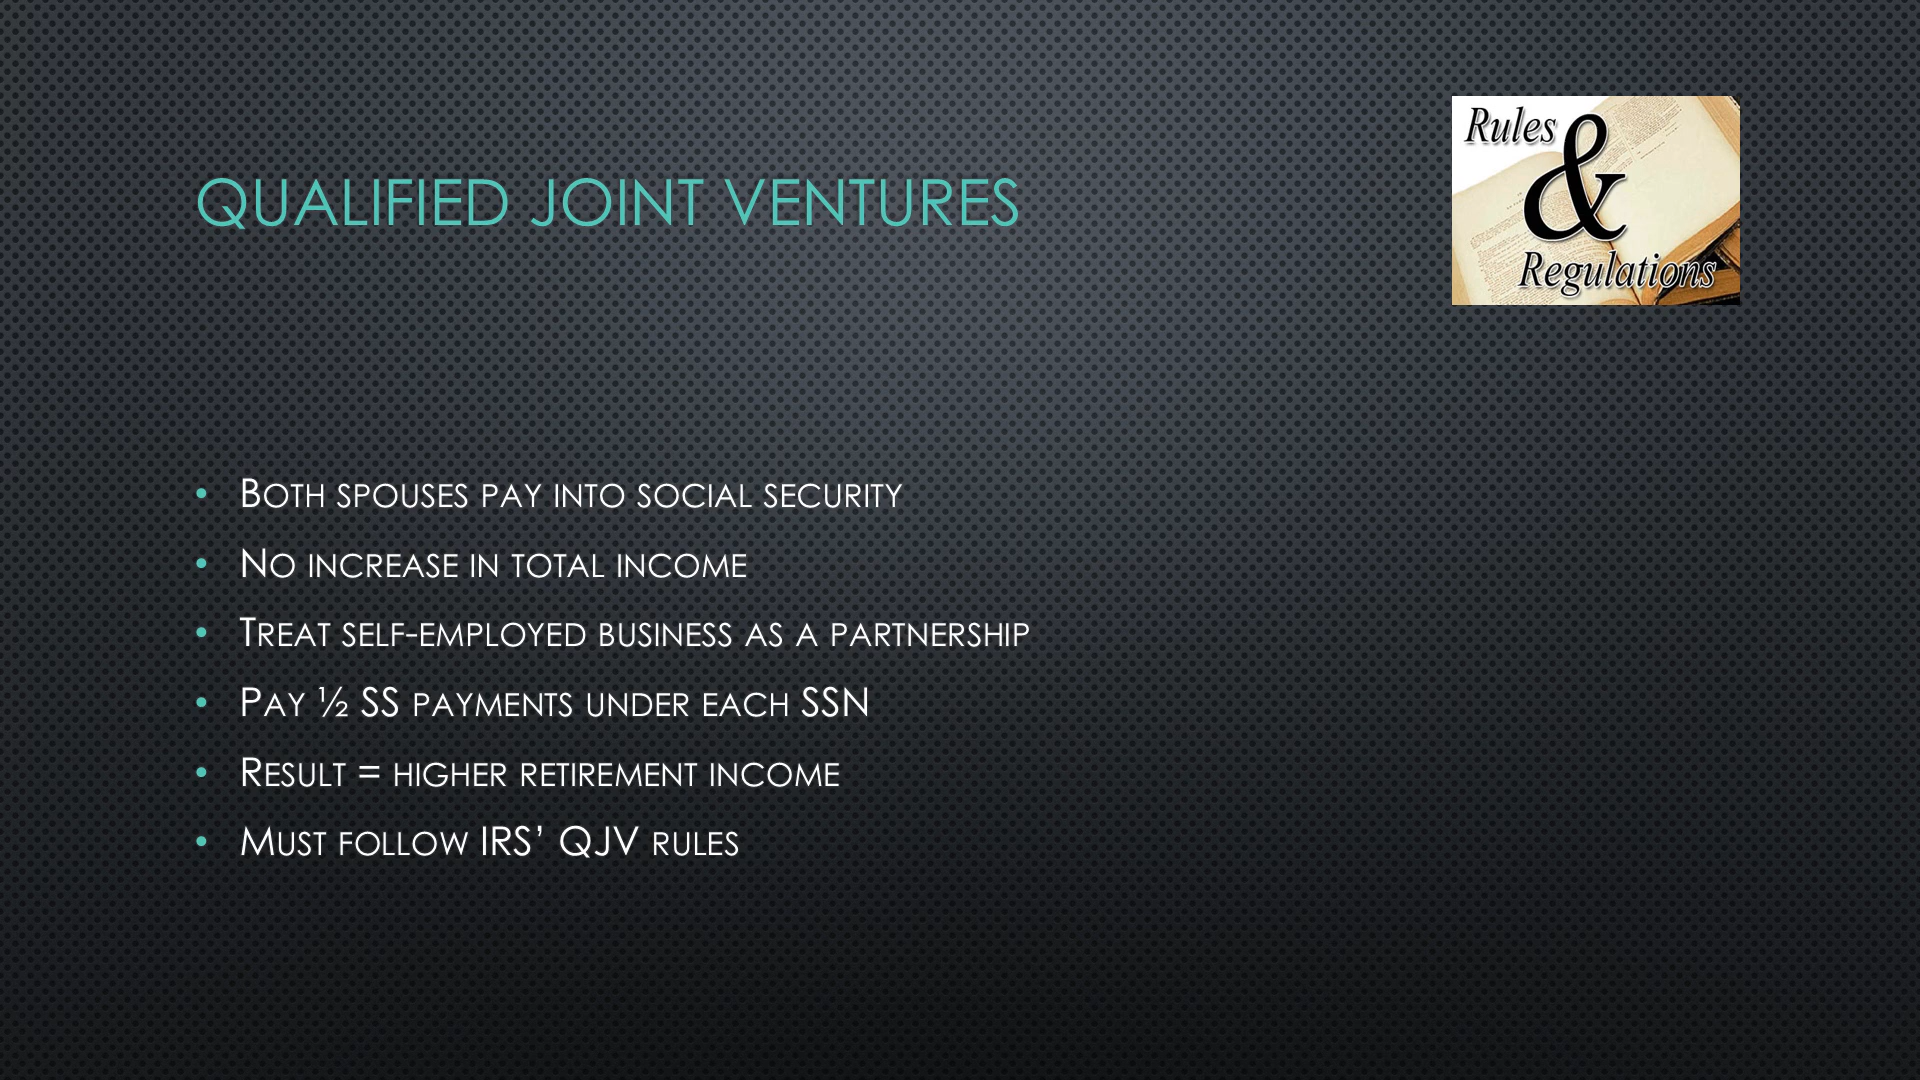 QUALIFIED JOINT VENTURES
Rules
&
Regulations
• Both spouses pay into social security
• No increase in total income
• Treat self-employed business as a partnership
• Pay ½ SS payments under each SSN
• Result = higher retirement income
• Must follow IRS’ QJV rules